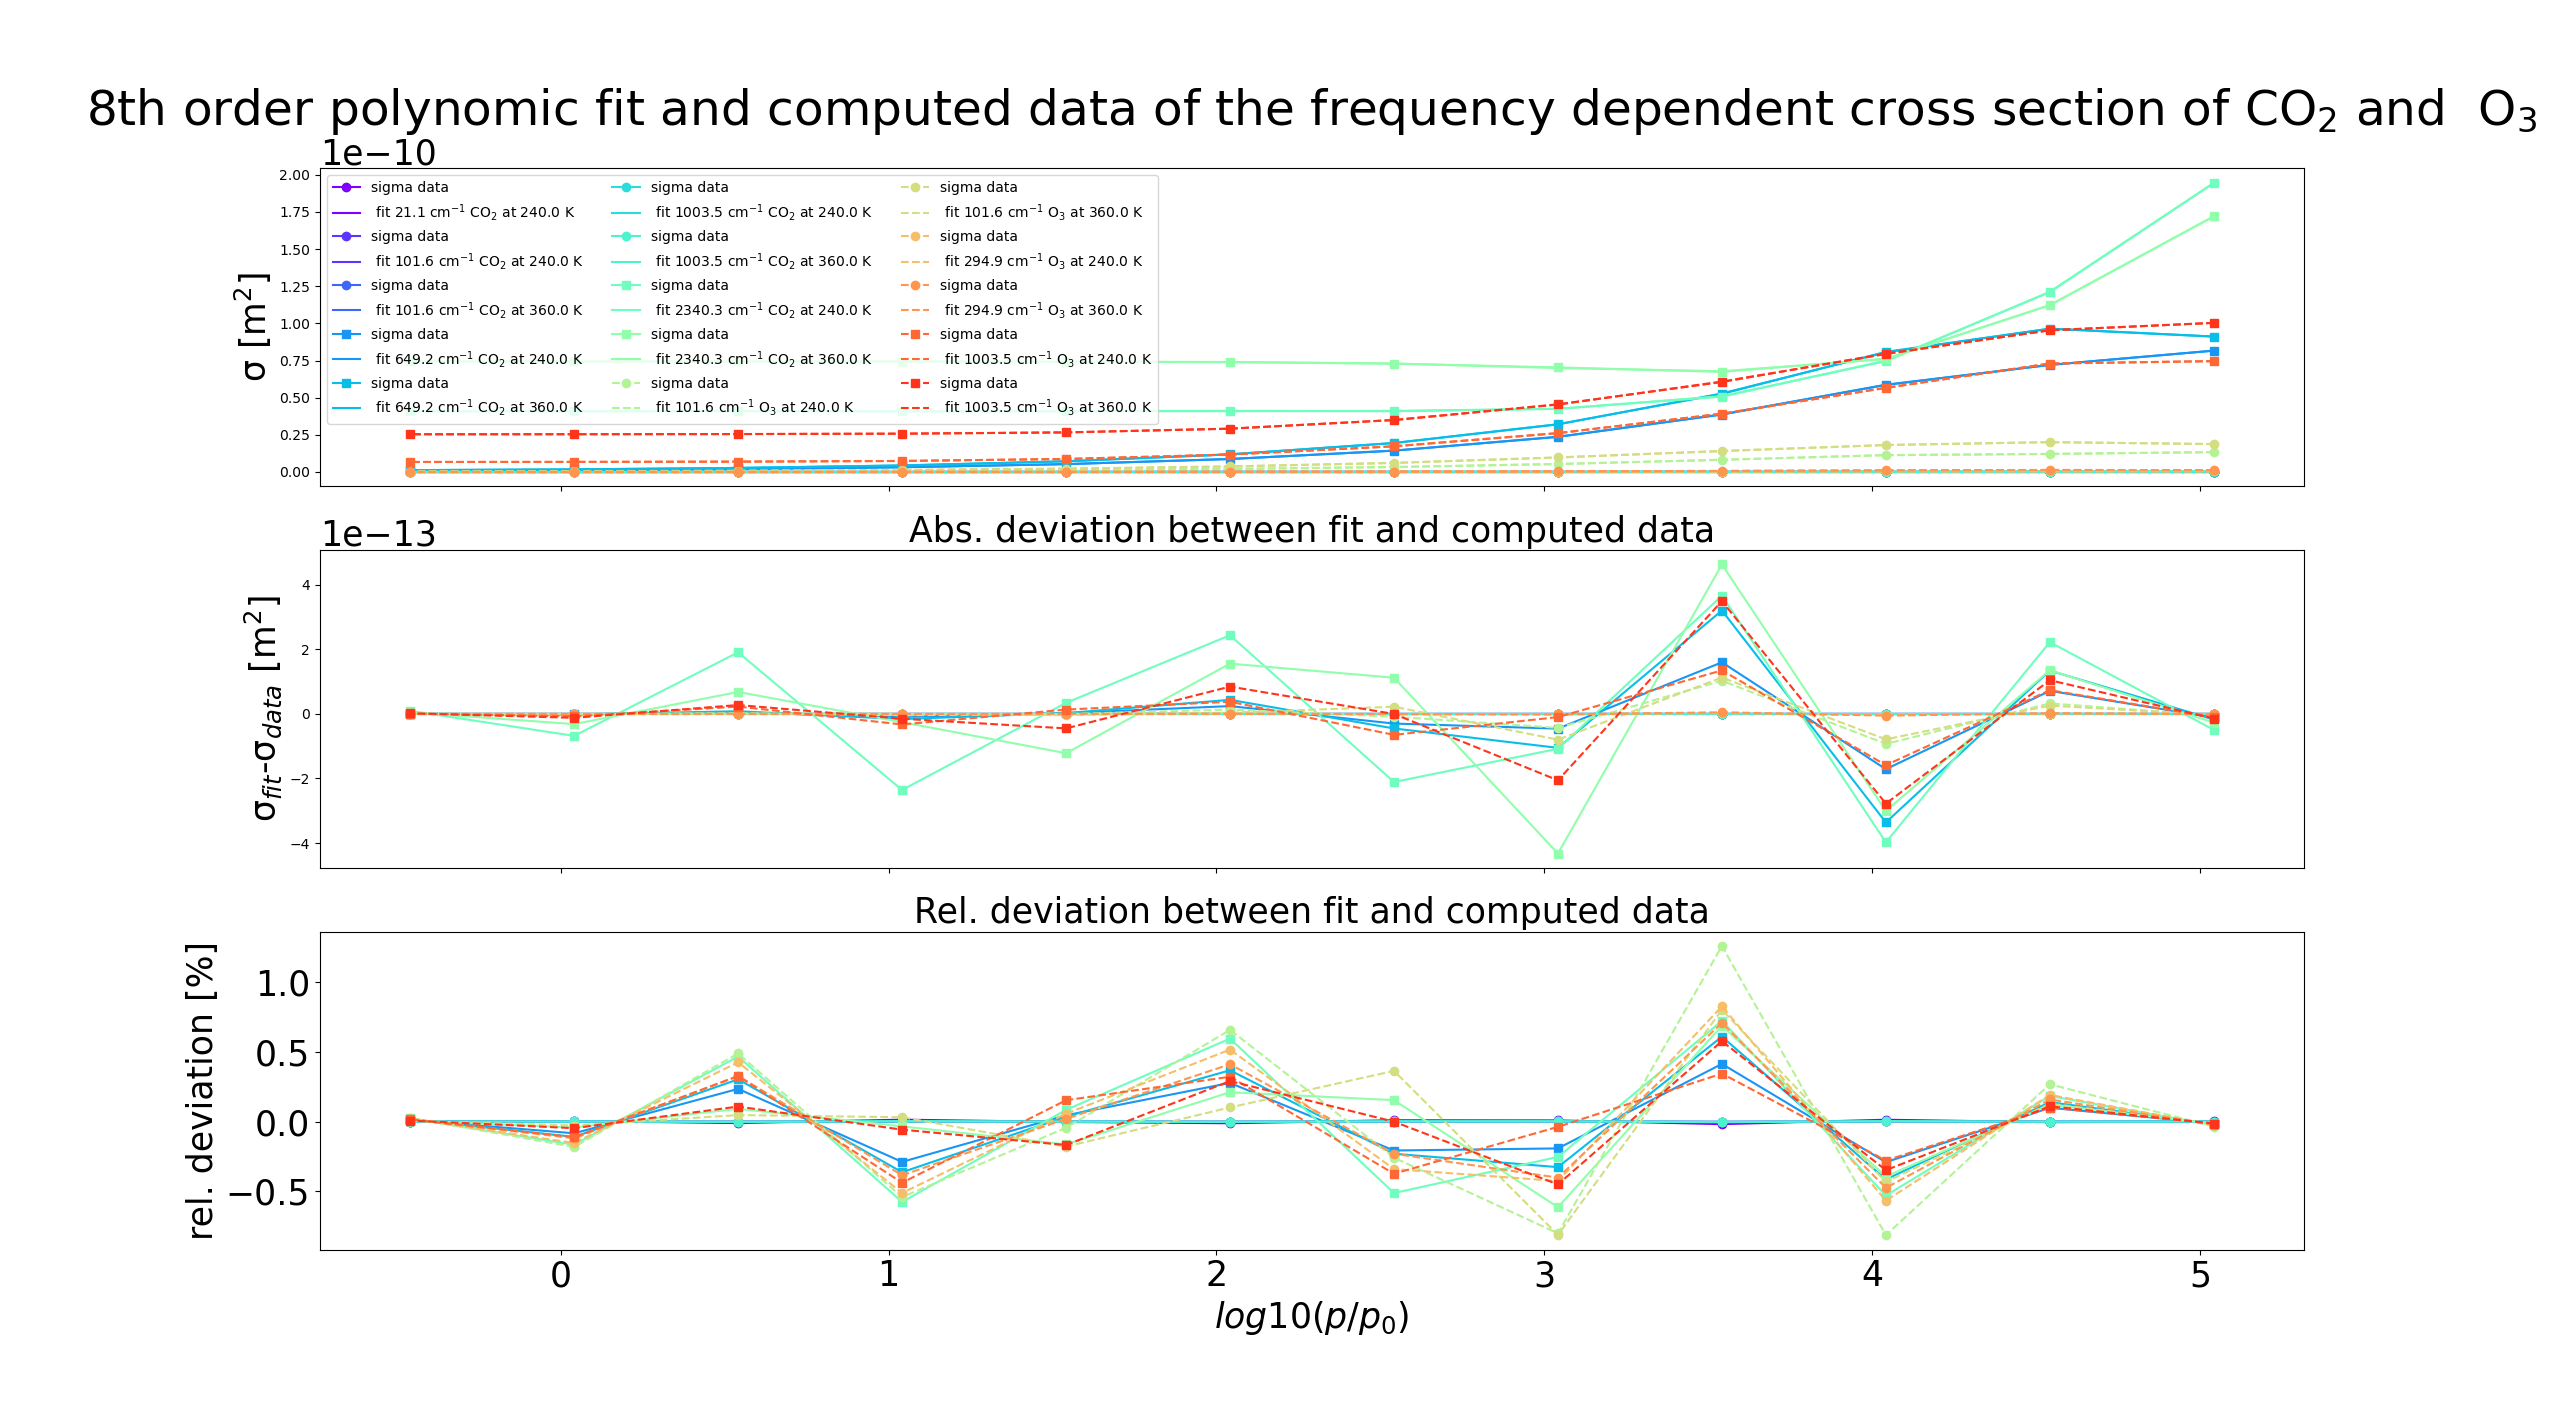 8th order polynomic fit and computed data of the frequency dependent cross section of CO₂ and  O₃
1e−10
σ [m²]
2.00
1.75
1.50
1.25
1.00
0.75
0.50
0.25
0.00
sigma data
fit 21.1 cm⁻¹ CO₂ at 240.0 K
sigma data
fit 101.6 cm⁻¹ CO₂ at 240.0 K
sigma data
fit 101.6 cm⁻¹ CO₂ at 360.0 K
sigma data
fit 649.2 cm⁻¹ CO₂ at 240.0 K
sigma data
fit 649.2 cm⁻¹ CO₂ at 360.0 K
sigma data
fit 1003.5 cm⁻¹ CO₂ at 240.0 K
sigma data
fit 1003.5 cm⁻¹ CO₂ at 360.0 K
sigma data
fit 2340.3 cm⁻¹ CO₂ at 240.0 K
sigma data
fit 2340.3 cm⁻¹ CO₂ at 360.0 K
sigma data
fit 101.6 cm⁻¹ O₃ at 240.0 K
sigma data
fit 101.6 cm⁻¹ O₃ at 360.0 K
sigma data
fit 294.9 cm⁻¹ O₃ at 240.0 K
sigma data
fit 294.9 cm⁻¹ O₃ at 360.0 K
sigma data
fit 1003.5 cm⁻¹ O₃ at 240.0 K
sigma data
fit 1003.5 cm⁻¹ O₃ at 360.0 K
Abs. deviation between fit and computed data
1e−13
σ_fit-σ_data [m²]
4
2
0
−2
−4
Rel. deviation between fit and computed data
rel. deviation [%]
1.0
0.5
0.0
−0.5
0
1
2
3
4
5
log10(p/p₀)